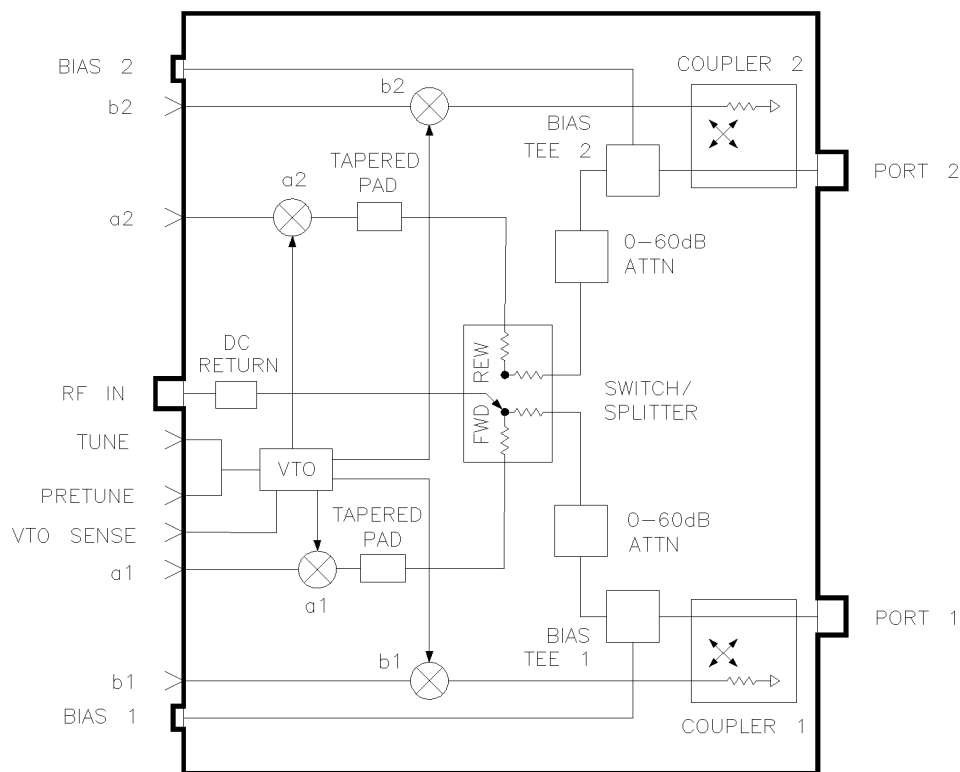 BIAS 2
COUPLER 2
b2
b2
BIAS
TEE 2
TAPERED
PAD
PORT 2
a2
a2
0-60dB
ATTN
DC
RETURN
REW
RF IN
SWITCH/
SPLITTER
FWD
TUNE
VTO
PRETUNE
TAPERED
PAD
0-60dB
ATTN
VTO SENSE
a1
a1
PORT 1
BIAS
TEE 1
b1
b1
BIAS 1
COUPLER 1